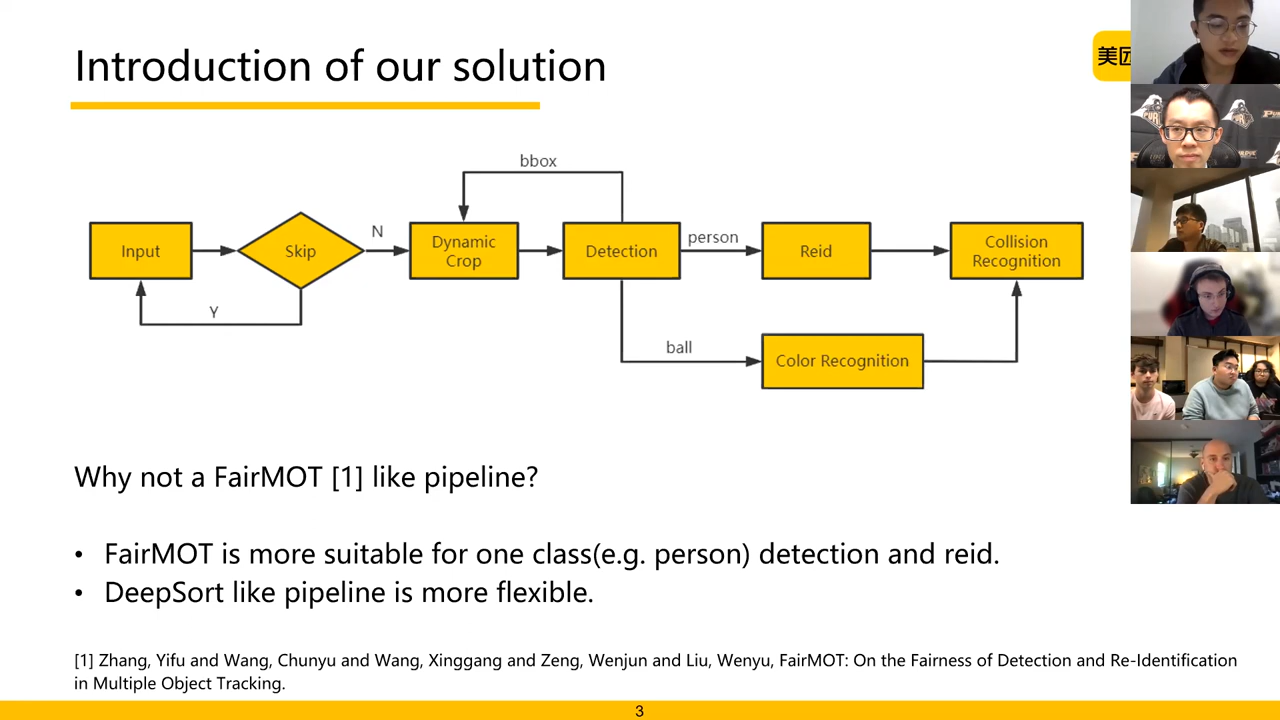 Introduction of our solution
美团
bbox
N
person
Input
Skip
Dynamic
Crop
Detection
Reid
Collision
Recognition
Y
ball
Color Recognition
Why not a FairMOT [1] like pipeline?
• FairMOT is more suitable for one class(e.g. person) detection and reid.
• DeepSort like pipeline is more flexible.
[1] Zhang, Yifu and Wang, Chunyu and Wang, Xinggang and Zeng, Wenjun and Liu, Wenyu, FairMOT: On the Fairness of Detection and Re-Identification
in Multiple Object Tracking.
3